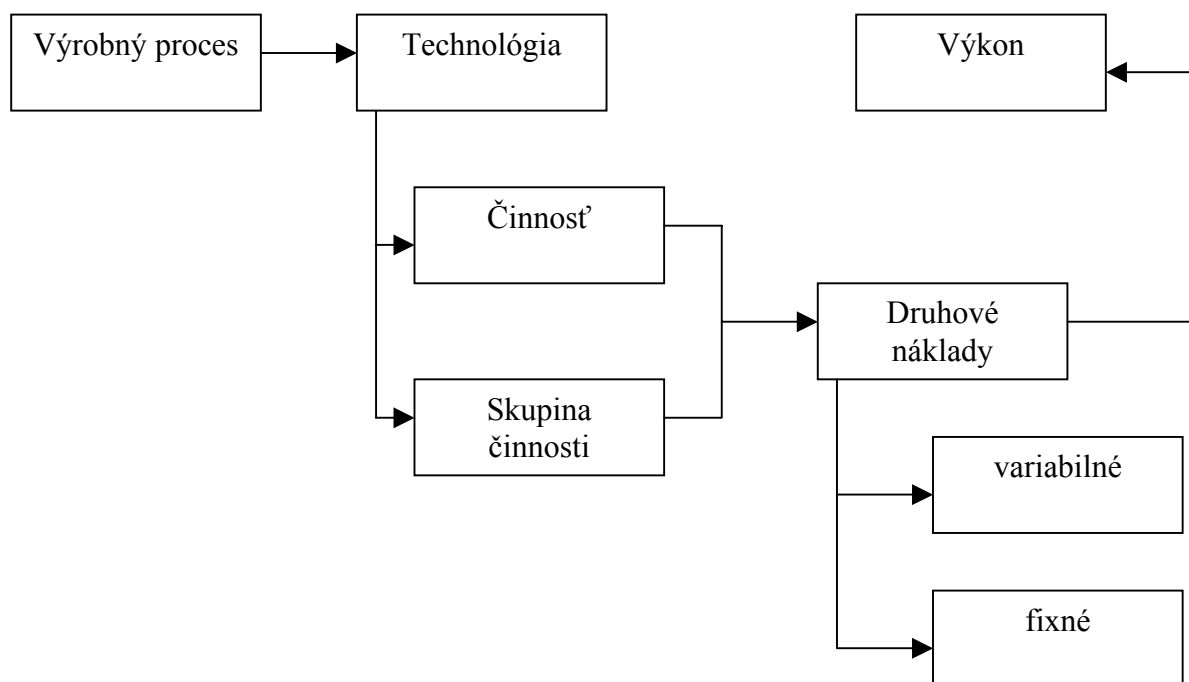 Výrobný proces
Technológia
Výkon
Činnosť
Druhové
náklady
Skupina
činnosti
variabilné
fixné